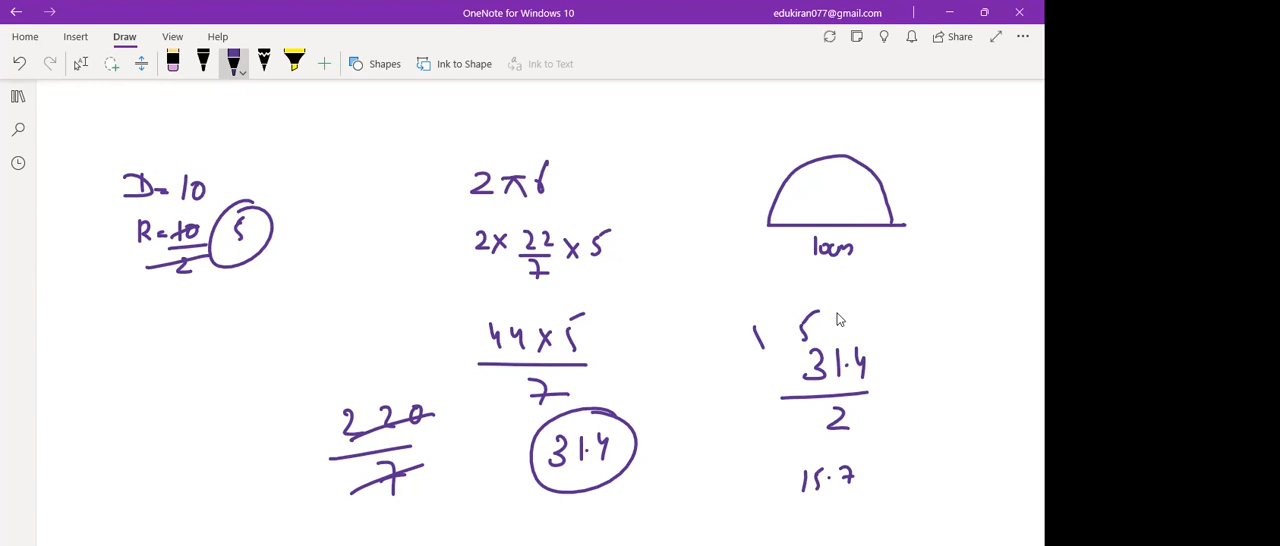 OneNote for Windows 10
edukiran077@gmail.com
Home Insert Draw View Help
Share
Shapes Ink to Shape Ink to Text
D = 10
R = 10/2 5
2πr
2 × 22/7 × 5
44 × 5
7
220
7
31.4
10cm
1 5
31.4
2
15.7